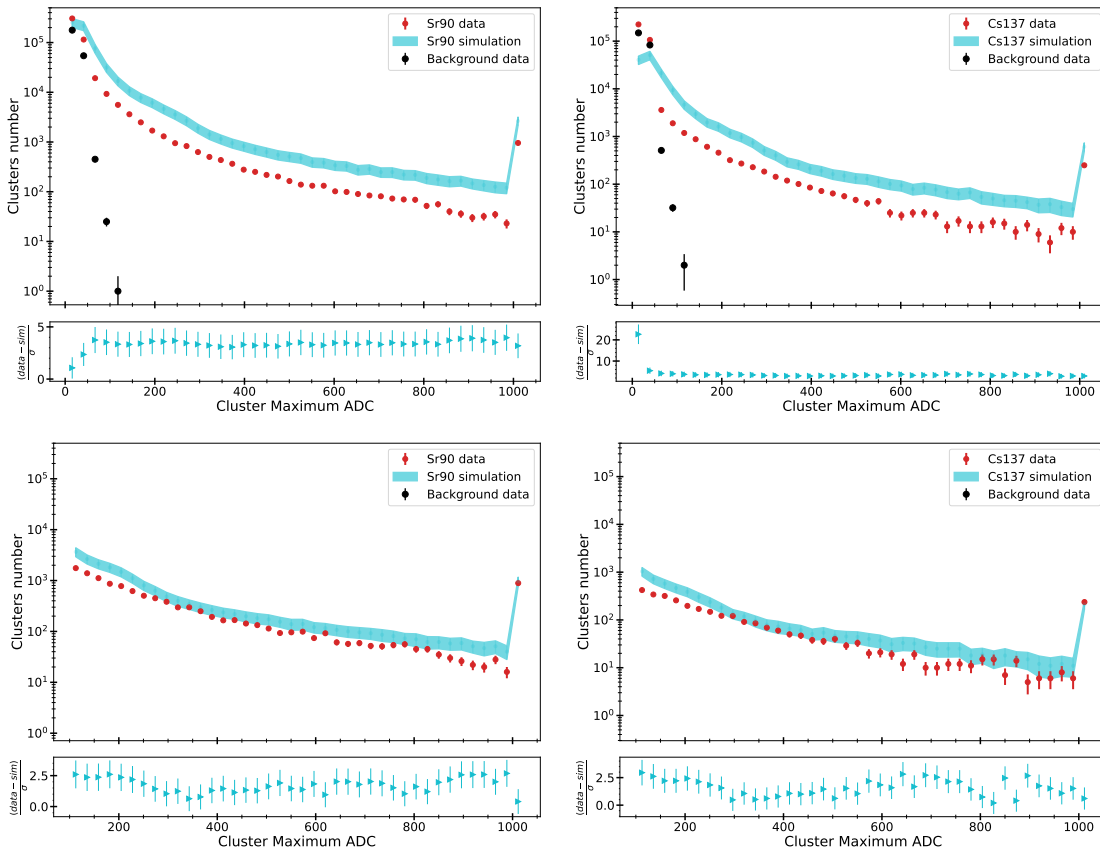 Sr90 data
Sr90 simulation
Background data
Clusters number
10^5
10^4
10^3
10^2
10^1
10^0
(data − sim)
σ
5
0
0 200 400 600 800 1000
Cluster Maximum ADC
Cs137 data
Cs137 simulation
Background data
Clusters number
10^5
10^4
10^3
10^2
10^1
10^0
(data − sim)
σ
20
10
0 200 400 600 800 1000
Cluster Maximum ADC
Sr90 data
Sr90 simulation
Background data
Clusters number
10^5
10^4
10^3
10^2
10^1
10^0
(data − sim)
σ
2.5
0.0
200 400 600 800 1000
Cluster Maximum ADC
Cs137 data
Cs137 simulation
Background data
Clusters number
10^5
10^4
10^3
10^2
10^1
10^0
(data − sim)
σ
2.5
0.0
200 400 600 800 1000
Cluster Maximum ADC